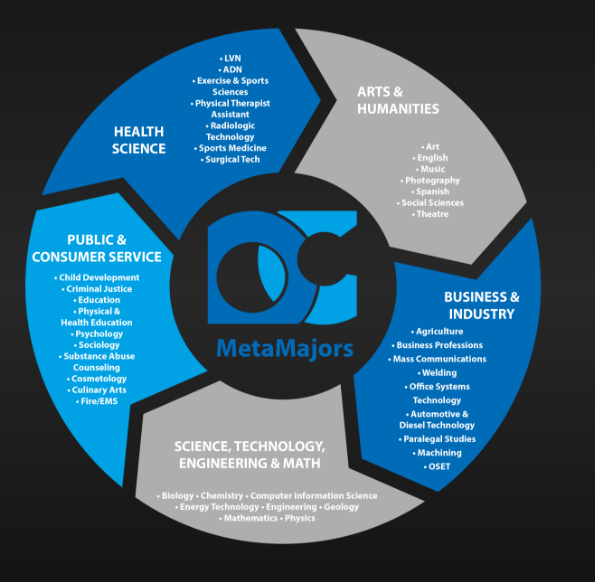 HEALTH
SCIENCE
• LVN
• ADN
• Exercise & Sports
Sciences
• Physical Therapist
Assistant
• Radiologic
Technology
• Sports Medicine
• Surgical Tech
ARTS &
HUMANITIES
• Art
• English
• Music
• Photography
• Spanish
• Social Sciences
• Theatre
PUBLIC &
CONSUMER SERVICE
• Child Development
• Criminal Justice
• Education
• Physical &
Health Education
• Psychology
• Sociology
• Substance Abuse
Counseling
• Cosmetology
• Culinary Arts
• Fire/EMS
DC
MetaMajors
BUSINESS &
INDUSTRY
• Agriculture
• Business Professions
• Mass Communications
• Welding
• Office Systems
Technology
• Automotive &
Diesel Technology
• Paralegal Studies
• Machining
• OSET
SCIENCE, TECHNOLOGY,
ENGINEERING & MATH
• Biology • Chemistry • Computer Information Science
• Energy Technology • Engineering • Geology
• Mathematics • Physics